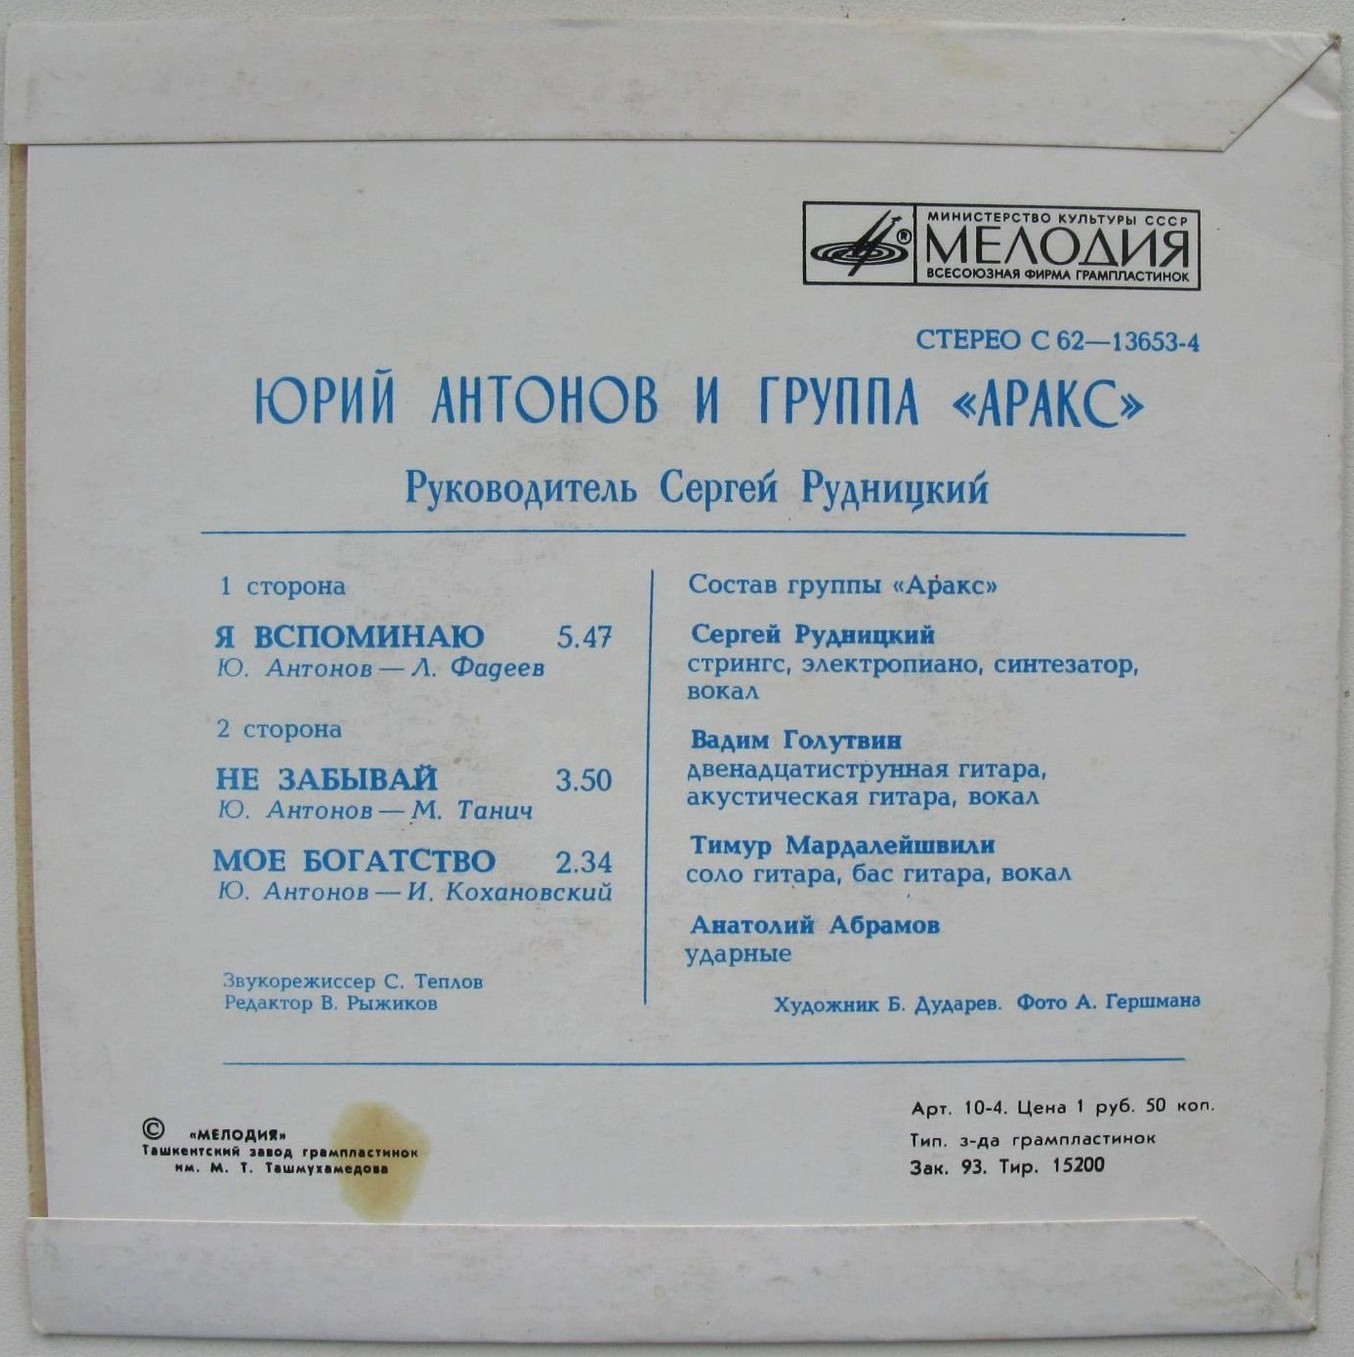 ®
МИНИСТЕРСТВО КУЛЬТУРЫ СССР
МЕЛОДИЯ
ВСЕСОЮЗНАЯ ФИРМА ГРАМПЛАСТИНОК
СТЕРЕО С 62—13653-4
ЮРИЙ АНТОНОВ И ГРУППА «АРАКС»
Руководитель Сергей Рудницкий
1 сторона
Я ВСПОМИНАЮ 5.47
Ю. Антонов — Л. Фадеев
2 сторона
НЕ ЗАБЫВАЙ 3.50
Ю. Антонов — М. Танич
МОЕ БОГАТСТВО 2.34
Ю. Антонов — И. Кохановский
Звукорежиссер С. Теплов
Редактор В. Рыжиков
Состав группы «Аракс»
Сергей Рудницкий
стрингс, электропиано, синтезатор,
вокал
Вадим Голутвин
двенадцатиструнная гитара,
акустическая гитара, вокал
Тимур Мардалейшвили
соло гитара, бас гитара, вокал
Анатолий Абрамов
ударные
Художник Б. Дударев. Фото А. Гершмана
© «МЕЛОДИЯ»
Ташкентский завод грампластинок
им. М. Т. Ташмухамедова
Арт. 10-4. Цена 1 руб. 50 коп.
Тип. з-да грампластинок
Зак. 93. Тир. 15200